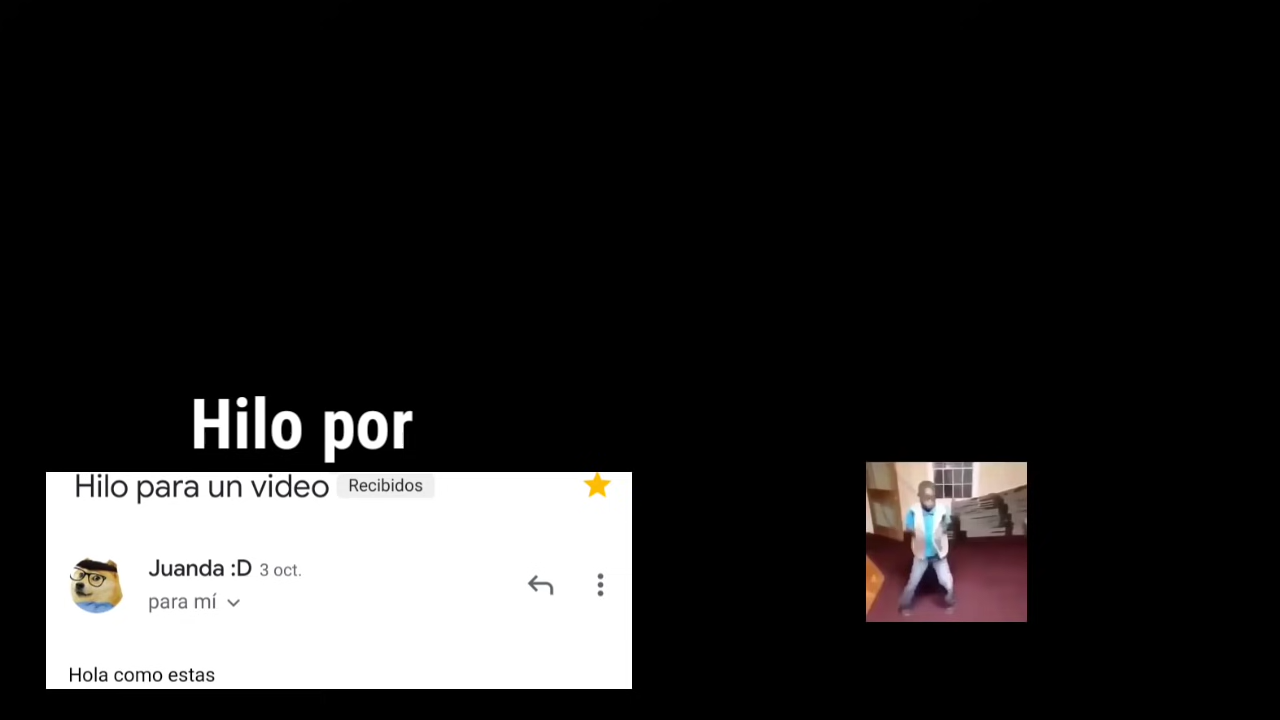 Hilo por
Hilo para un video Recibidos
Juanda :D 3 oct.
para mí
Hola como estas